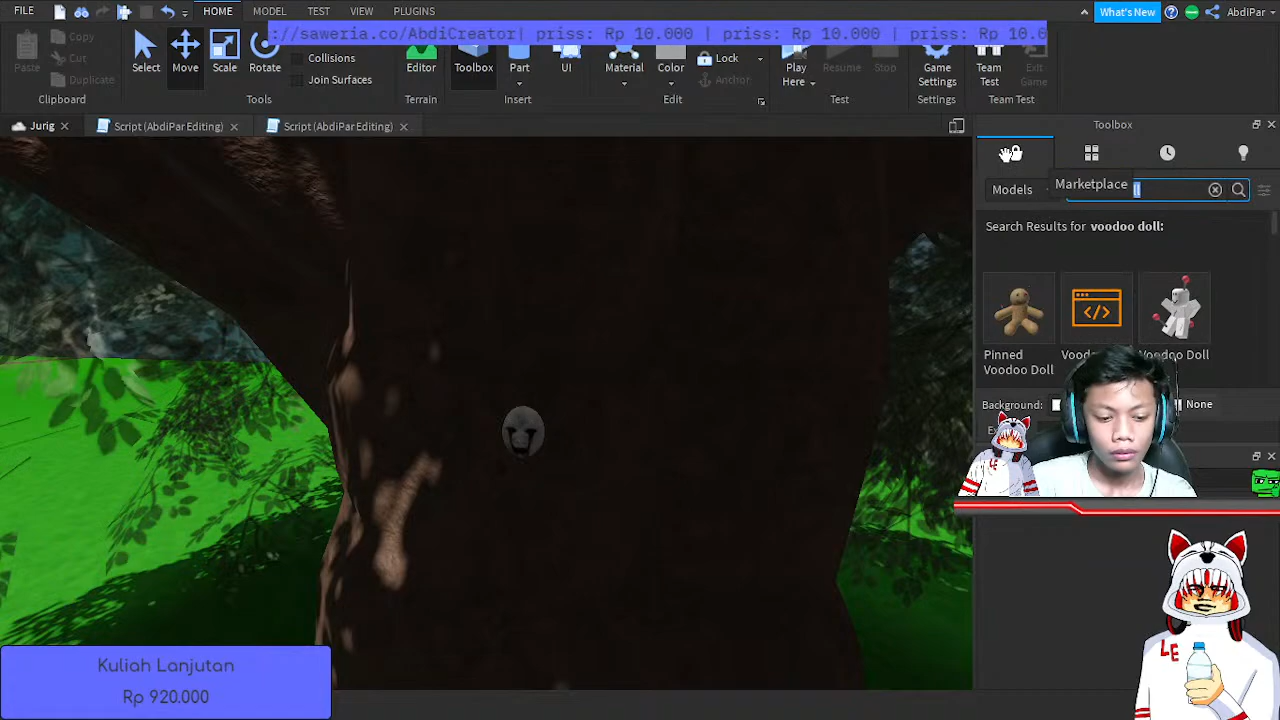 FILE HOME MODEL TEST VIEW PLUGINS What's New AbdiPar
://saweria.co/AbdiCreator| priss: Rp 10.000 | priss: Rp 10.000 | priss: Rp 10.0
Paste Copy Cut Duplicate
Select Move Scale Rotate Collisions Join Surfaces
Editor Toolbox Part UI
Material Color Lock Anchor
Play Here Resume Stop Game Settings Team Test Exit Game
Clipboard Tools Terrain Insert Edit Test Settings Team Test
Jurig Script (AbdiPar Editing) Script (AbdiPar Editing)
Toolbox
Models Marketplace ll
Search Results for voodoo doll:
Pinned Voodoo Doll
Voodoo Doll
Background: None
LE
LE
Kuliah Lanjutan
Rp 920.000